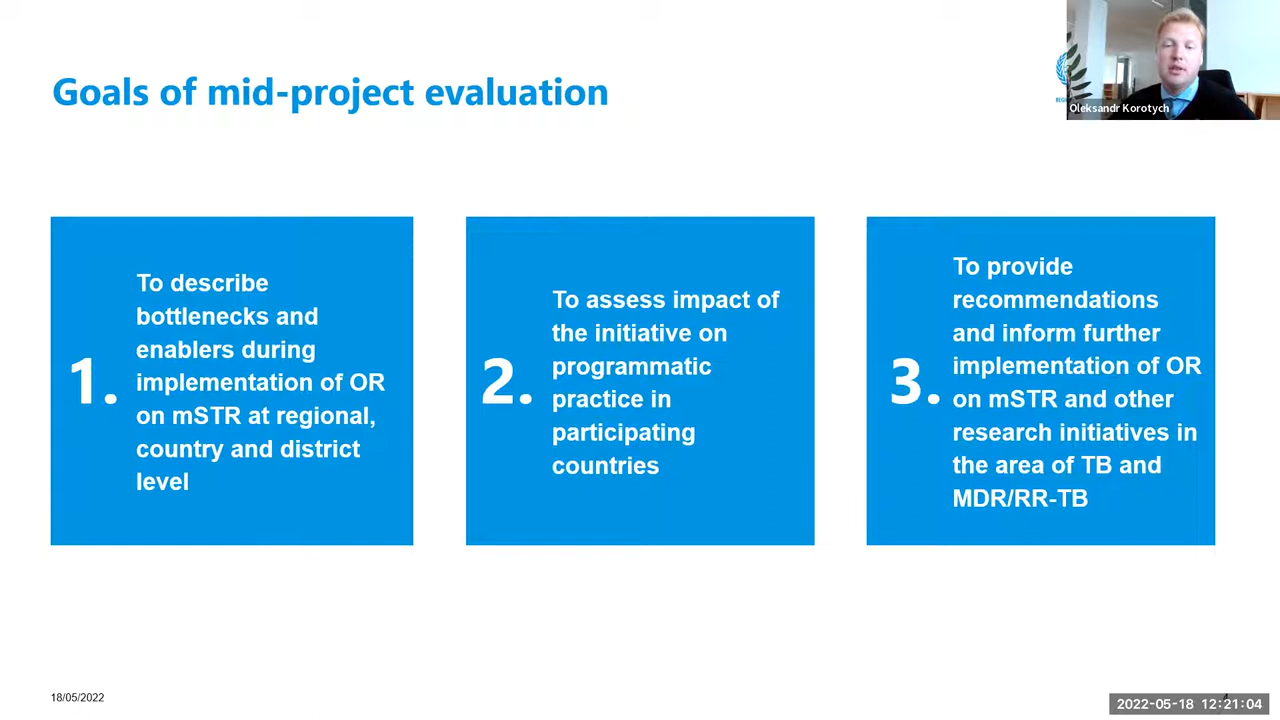 Goals of mid-project evaluation
Oleksandr Korotych
1.
To describe
bottlenecks and
enablers during
implementation of OR
on mSTR at regional,
country and district
level
2.
To assess impact of
the initiative on
programmatic
practice in
participating
countries
3.
To provide
recommendations
and inform further
implementation of OR
on mSTR and other
research initiatives in
the area of TB and
MDR/RR-TB
18/05/2022
2022-05-18 12:21:04